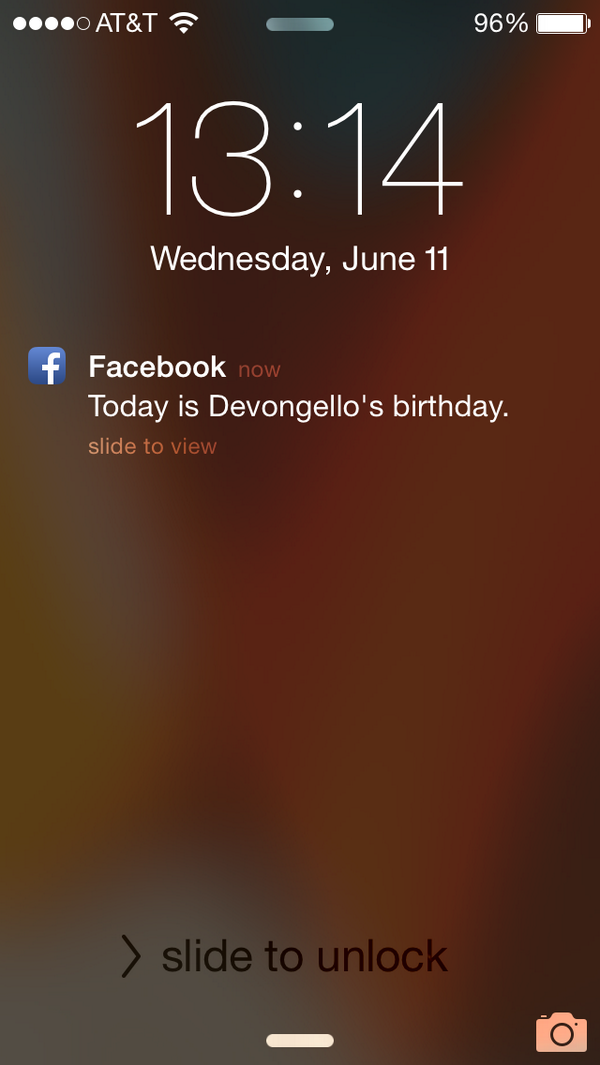 AT&T 96%
13:14
Wednesday, June 11
Facebook now
Today is Devongello's birthday.
slide to view
slide to unlock